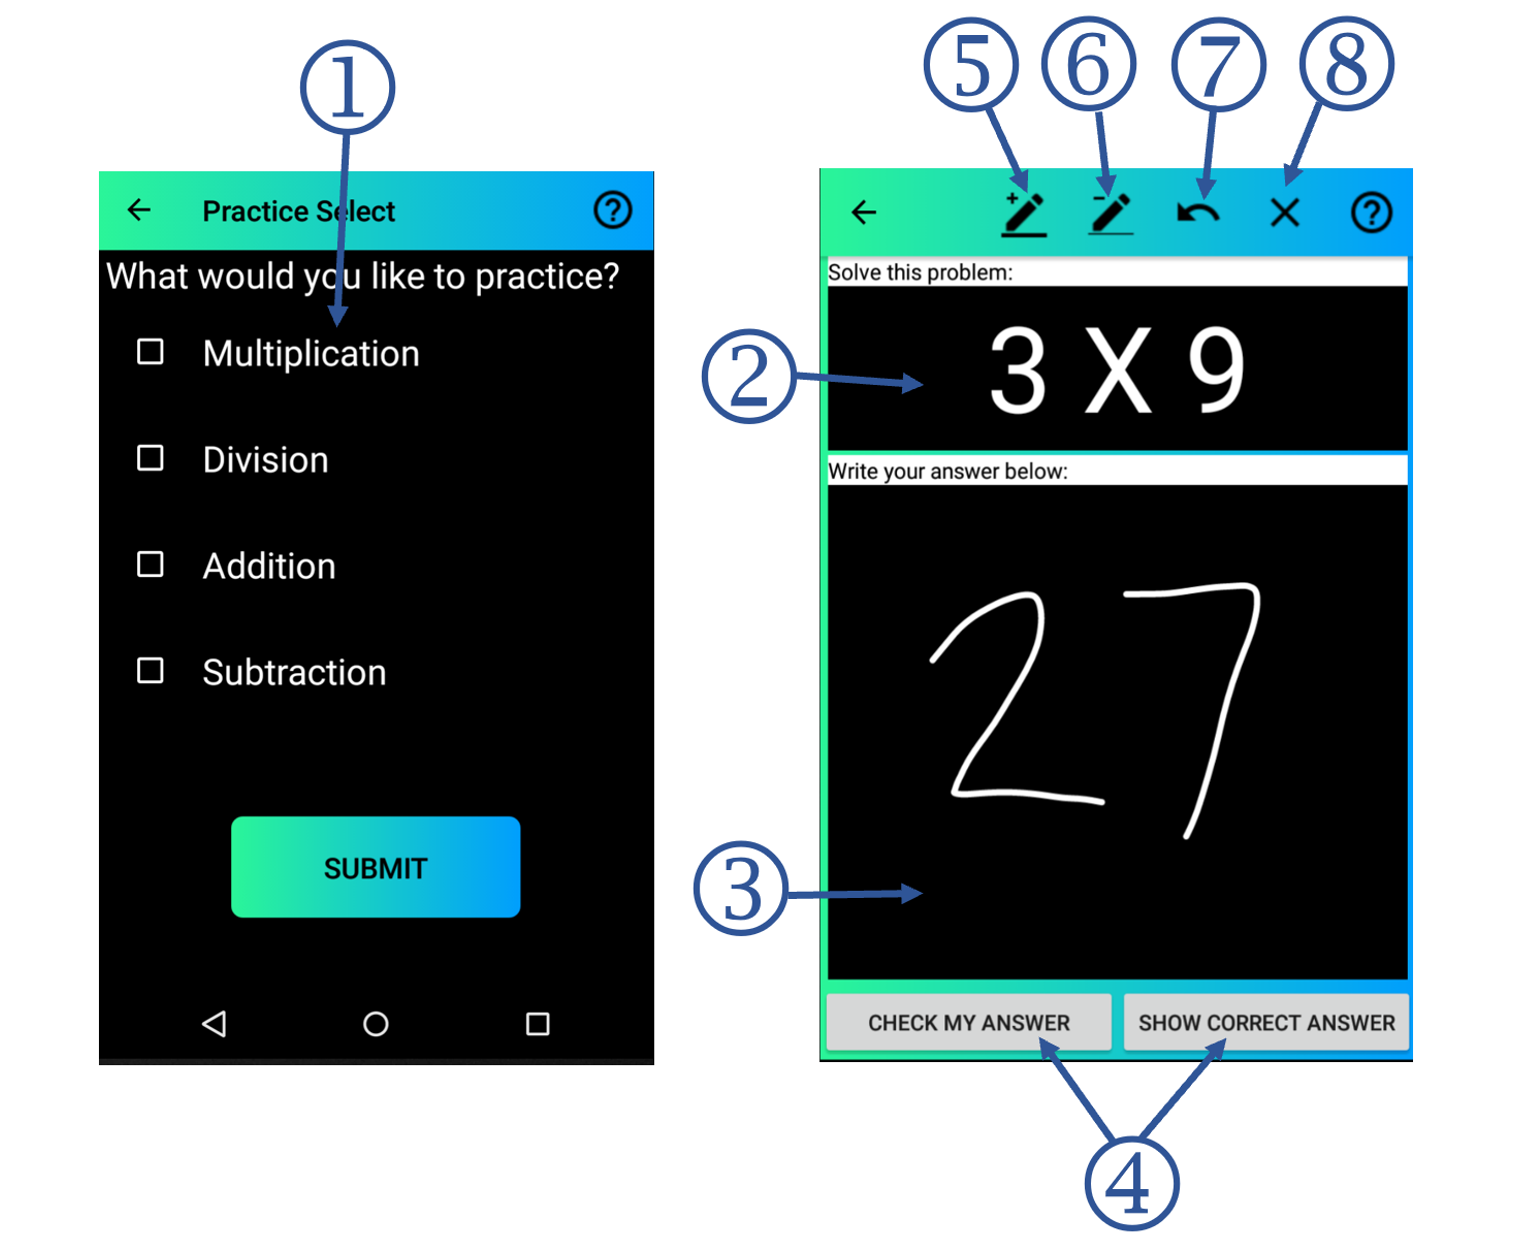 1
5 6 7 8
Practice Select
What would you like to practice?
Multiplication
Division
Addition
Subtraction
SUBMIT
Solve this problem:
2
3 X 9
Write your answer below:
27
3
CHECK MY ANSWER
SHOW CORRECT ANSWER
4